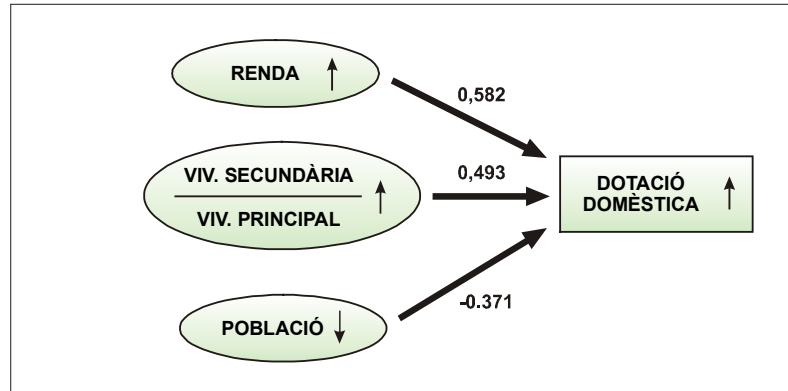 RENDA ↑
0,582
VIV. SECUNDÀRIA
VIV. PRINCIPAL ↑
0,493
DOTACIÓ
DOMÈSTICA ↑
-0.371
POBLACIÓ ↓